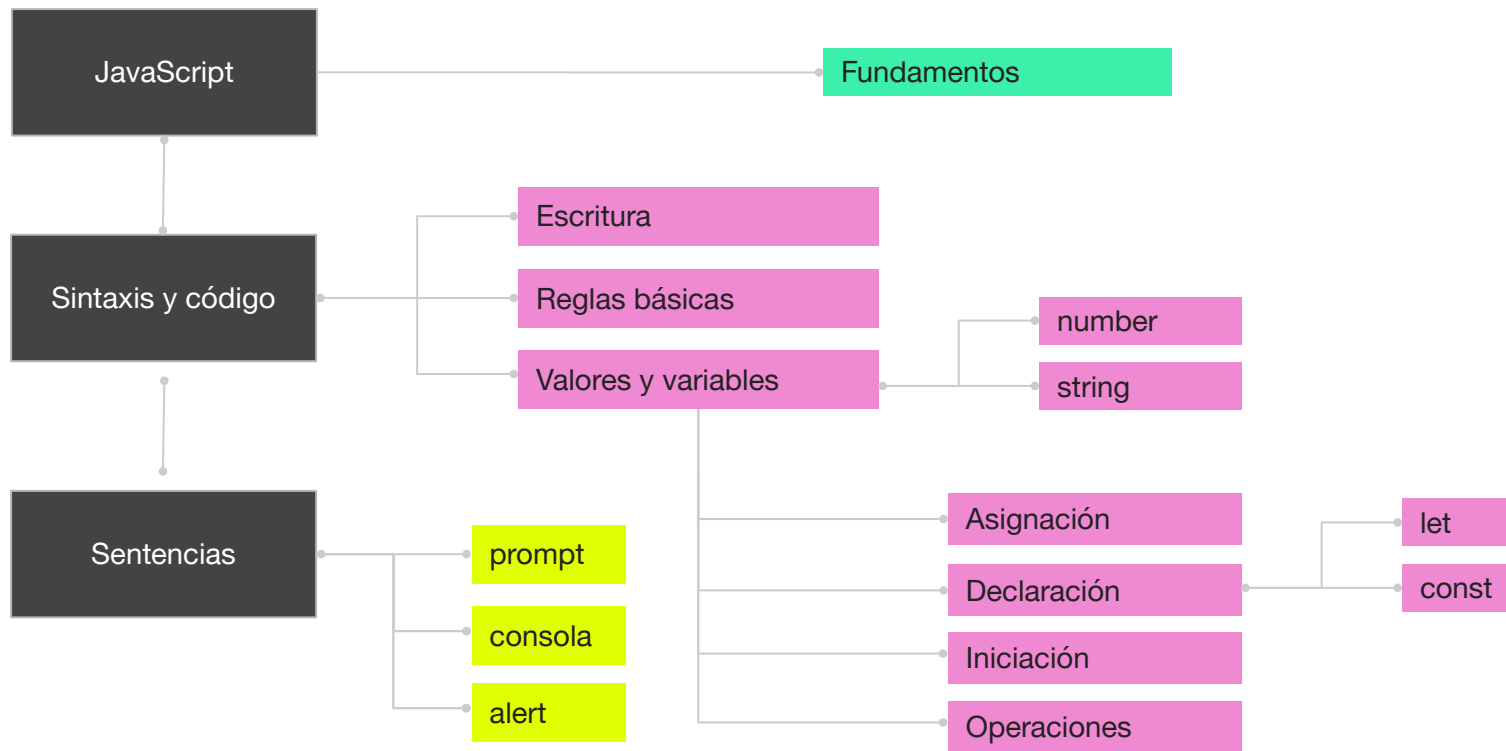 JavaScript
Fundamentos
Sintaxis y código
Escritura
Reglas básicas
Valores y variables
number
string
Sentencias
prompt
consola
alert
Asignación
Declaración
Iniciación
Operaciones
let
const